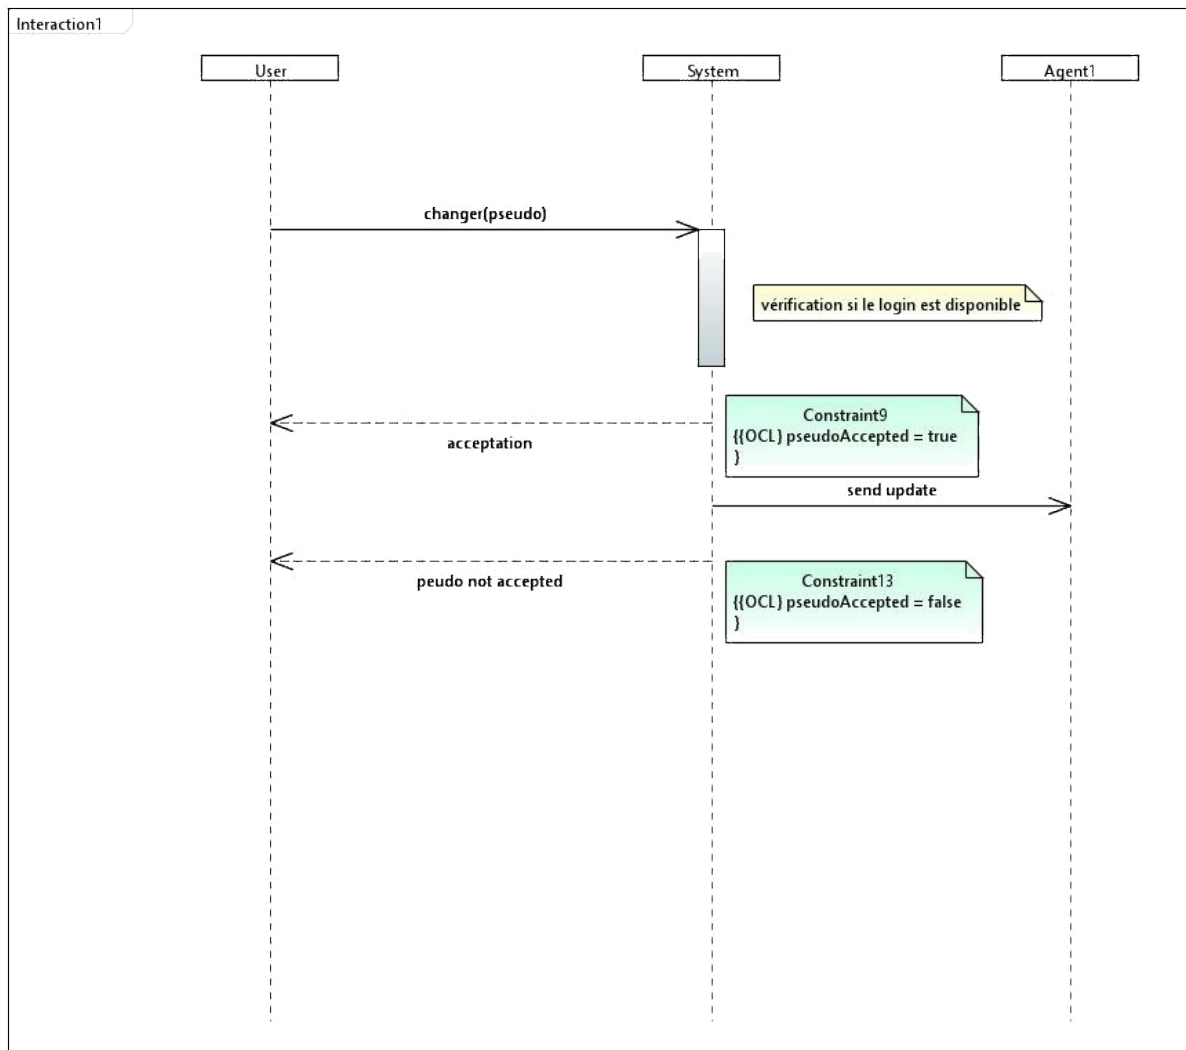 Interaction1
User
System
Agent1
changer(pseudo)
vérification si le login est disponible
Constraint9
{{OCL} pseudoAccepted = true
}
acceptation
send update
peudo not accepted
Constraint13
{{OCL} pseudoAccepted = false
}